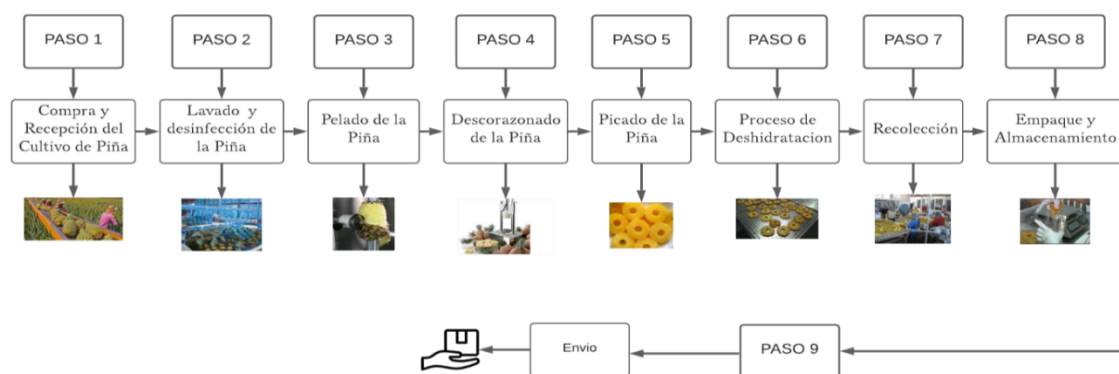 PASO 1
PASO 2
PASO 3
PASO 4
PASO 5
PASO 6
PASO 7
PASO 8
Compra y
Recepción del
Cultivo de Piña
Lavado y
desinfección de
la Piña
Pelado de la
Piña
Descorazonado
de la Piña
Picado de la
Piña
Proceso de
Deshidratacion
Recolección
Empaque y
Almacenamiento
Envio
PASO 9